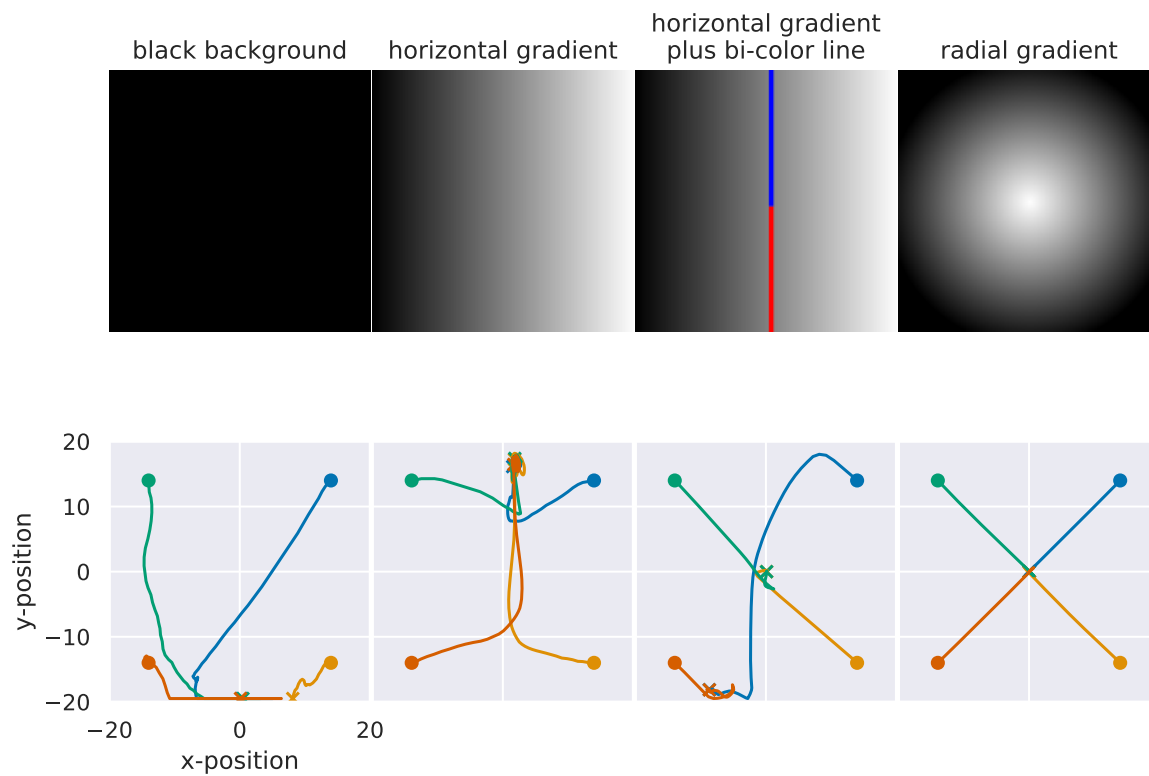 black background
horizontal gradient
horizontal gradient
plus bi-color line
radial gradient
20
10
0
−10
−20
y-position
−20
0
20
x-position